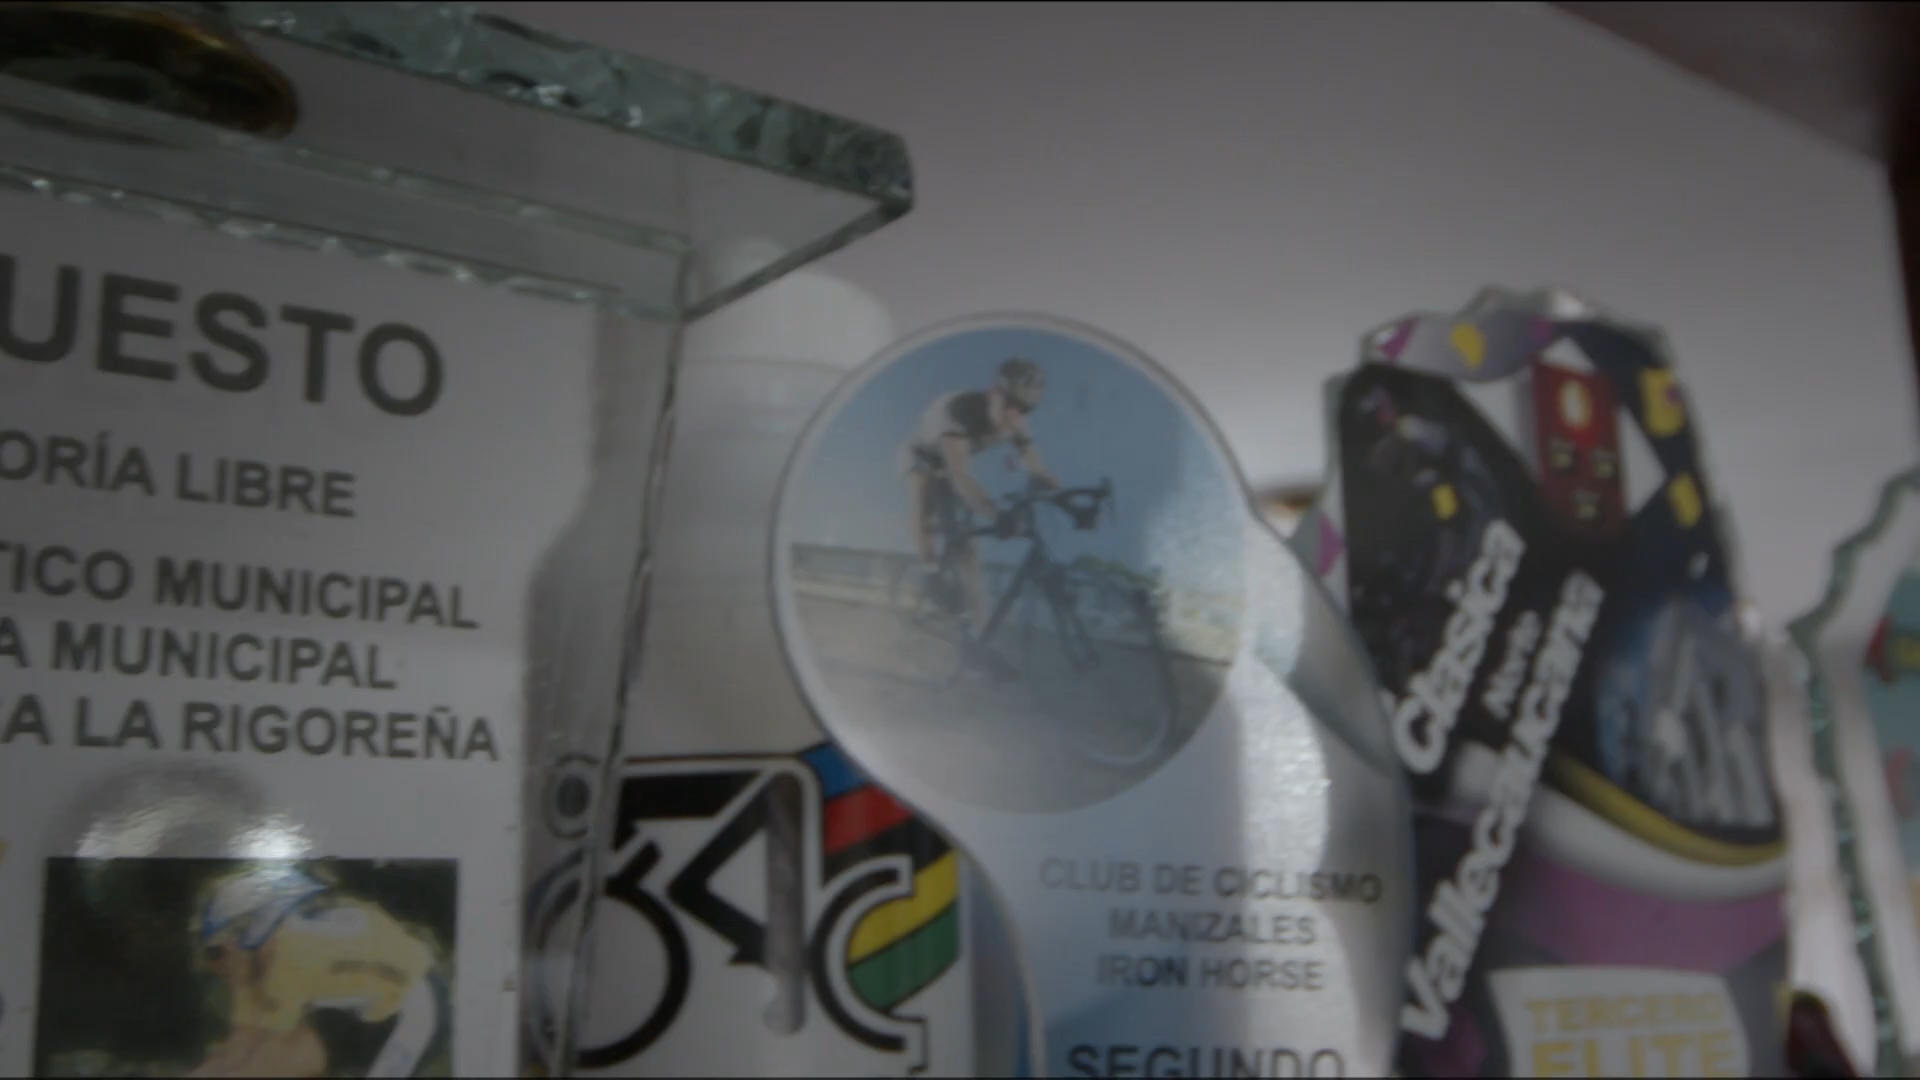 UESTO
ORÍA LIBRE
TICO MUNICIPAL
A MUNICIPAL
A LA RIGOREÑA
CLUB DE CICLISMO
MANIZALES
IRON HORSE
SEGUNDO
Clasica
Norte
Vallecaucana
TERCERO
ELITE